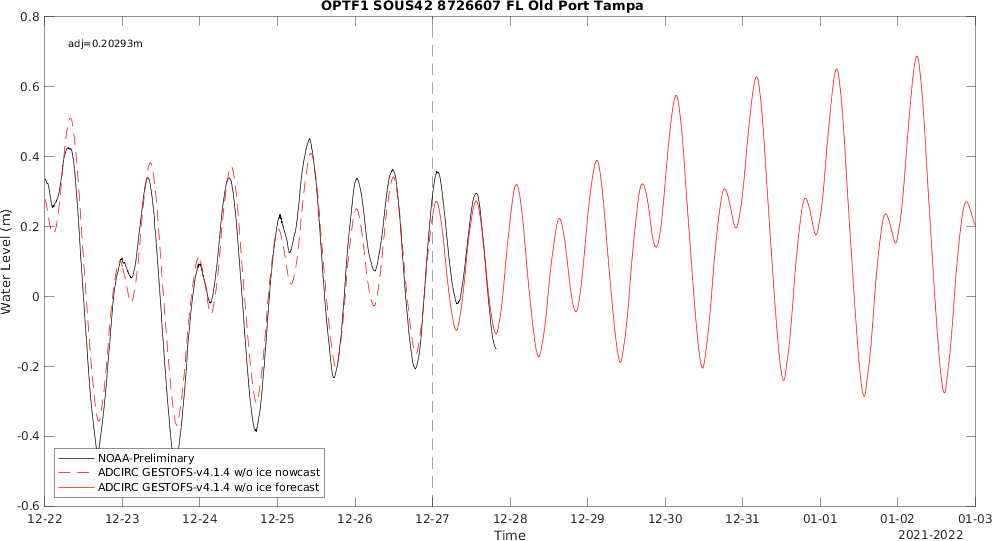 OPTF1 SOUS42 8726607 FL Old Port Tampa
adj=0.20293m
Water Level (m)
0.8
0.6
0.4
0.2
0
-0.2
-0.4
-0.6
NOAA-Preliminary
ADCIRC GESTOFS-v4.1.4 w/o ice nowcast
ADCIRC GESTOFS-v4.1.4 w/o ice forecast
12-22 12-23 12-24 12-25 12-26 12-27 12-28 12-29 12-30 12-31 01-01 01-02 01-03
Time
2021-2022